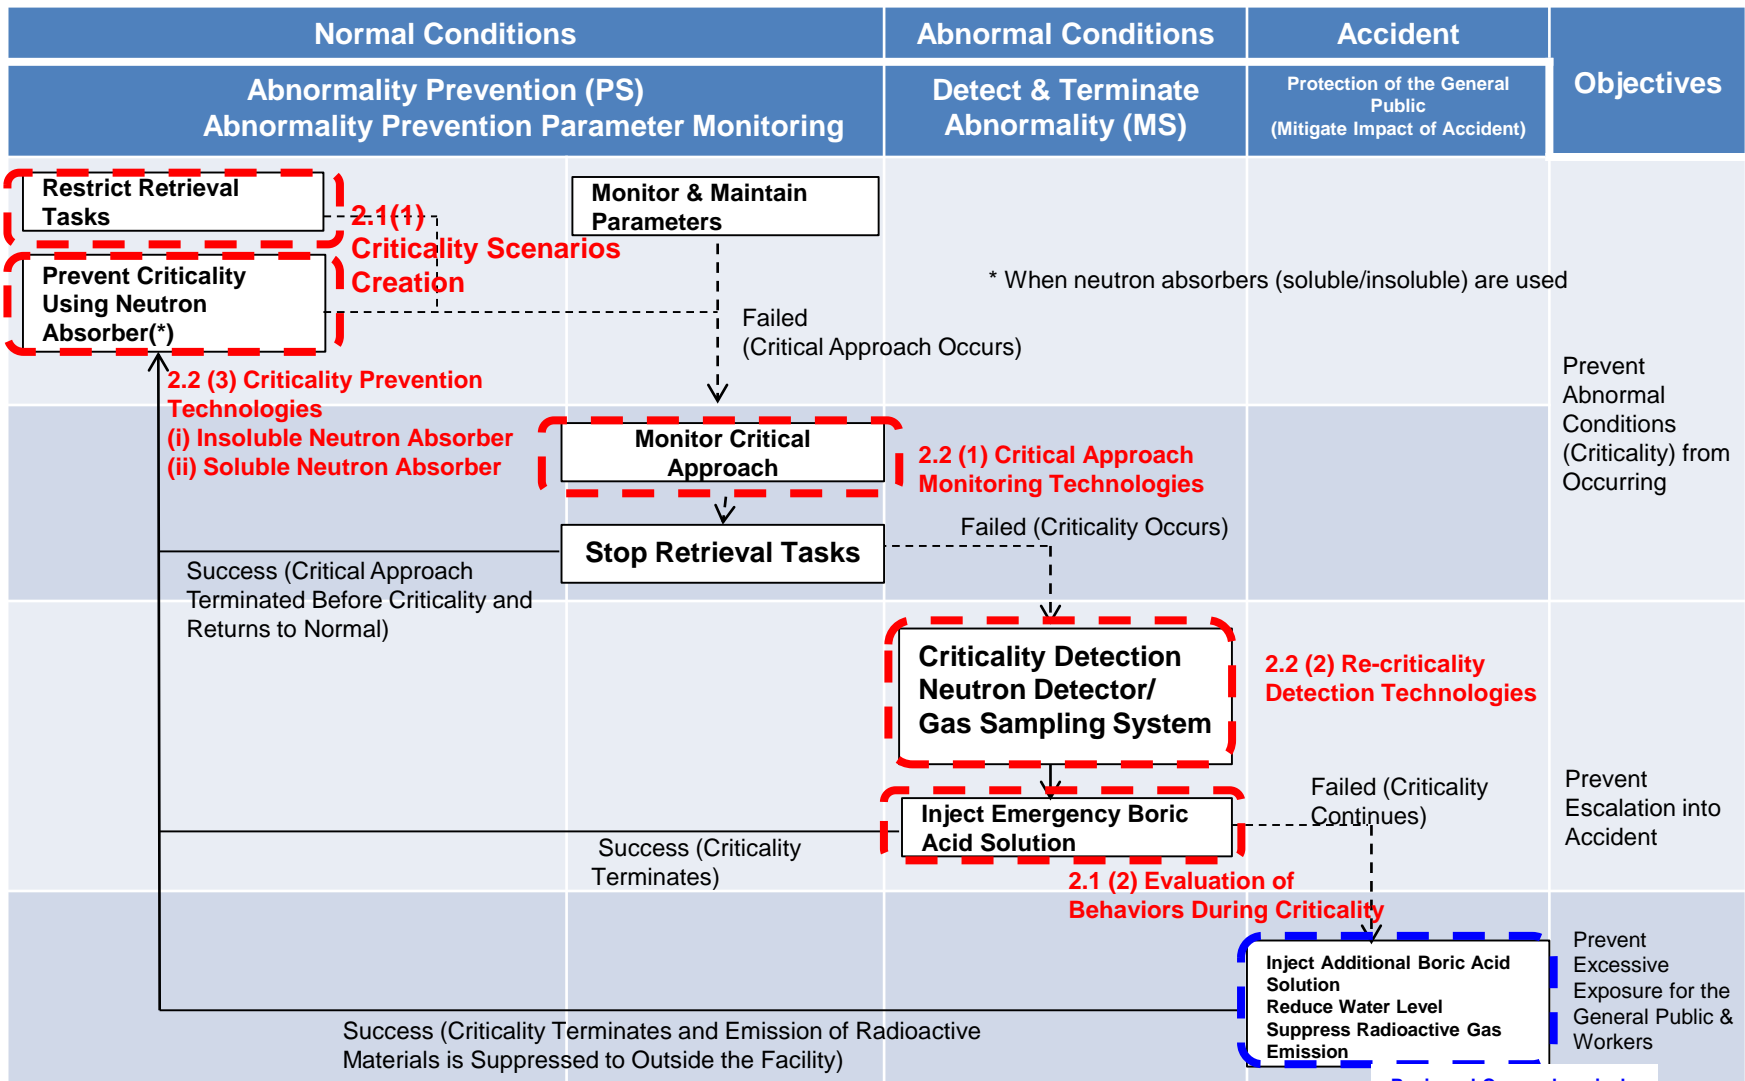 Normal Conditions
Abnormal Conditions
Accident
Objectives
Abnormality Prevention (PS)
Abnormality Prevention Parameter Monitoring
Detect & Terminate
Abnormality (MS)
Protection of the General
Public
(Mitigate Impact of Accident)
Restrict Retrieval
Tasks
Monitor & Maintain
Parameters
2.1(1)
Criticality Scenarios
Creation
Prevent Criticality
Using Neutron
Absorber(*)
* When neutron absorbers (soluble/insoluble) are used
Failed
(Critical Approach Occurs)
2.2 (3) Criticality Prevention
Technologies
(i) Insoluble Neutron Absorber
(ii) Soluble Neutron Absorber
Prevent
Abnormal
Conditions
(Criticality) from
Occurring
Monitor Critical
Approach
2.2 (1) Critical Approach
Monitoring Technologies
Stop Retrieval Tasks
Failed (Criticality Occurs)
Success (Critical Approach
Terminated Before Criticality and
Returns to Normal)
Criticality Detection
Neutron Detector/
Gas Sampling System
2.2 (2) Re-criticality
Detection Technologies
Failed (Criticality
Continues)
Prevent
Escalation into
Accident
Inject Emergency Boric
Acid Solution
Success (Criticality
Terminates)
2.1 (2) Evaluation of
Behaviors During Criticality
Inject Additional Boric Acid
Solution
Reduce Water Level
Suppress Radioactive Gas
Emission
Prevent
Excessive
Exposure for the
General Public &
Workers
Success (Criticality Terminates and Emission of Radioactive
Materials is Suppressed to Outside the Facility)